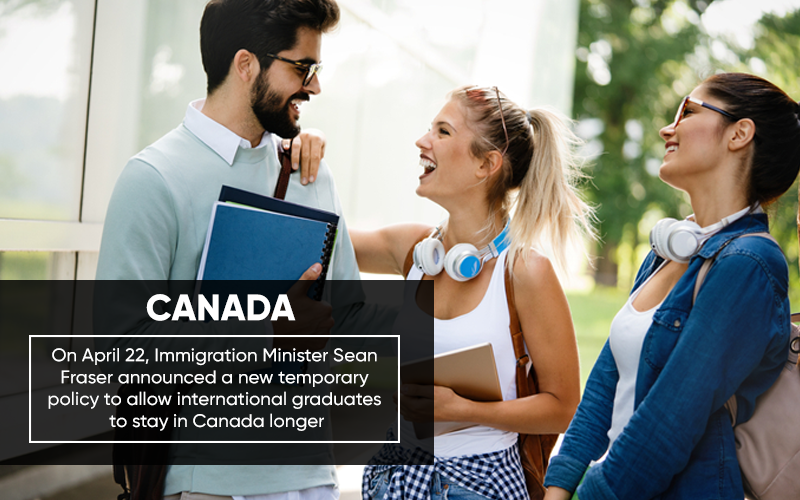 CANADA
On April 22, Immigration Minister Sean
Fraser announced a new temporary
policy to allow international graduates
to stay in Canada longer